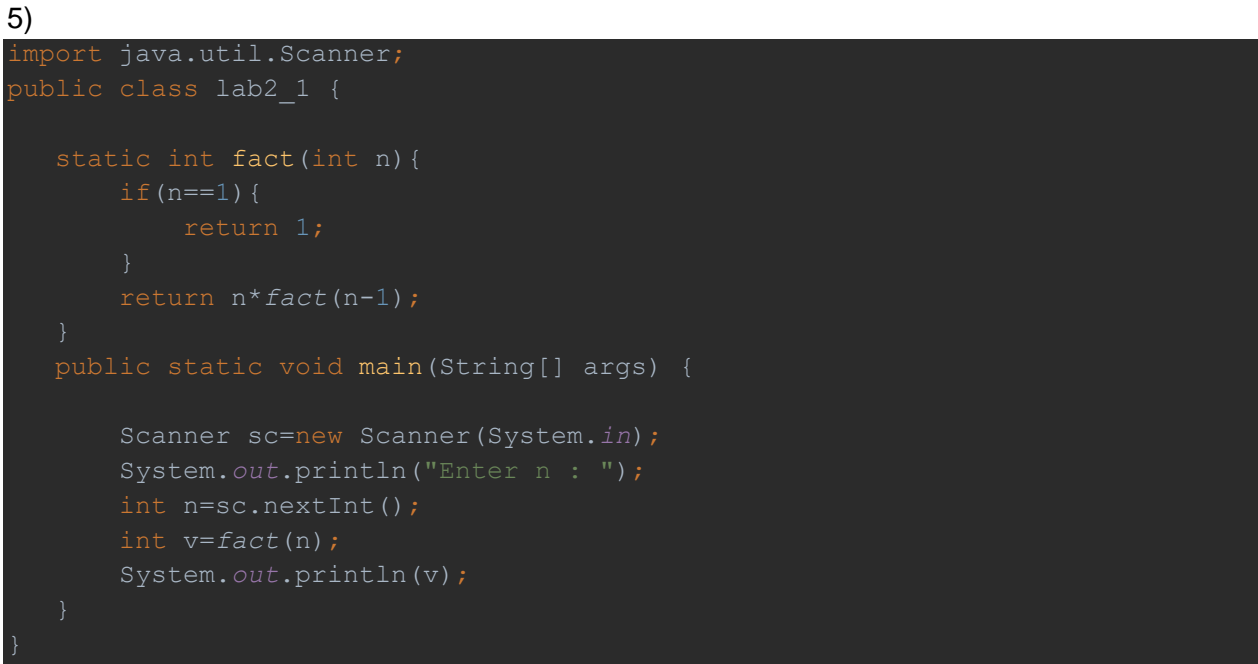 5)
import java.util.Scanner;
public class lab2_1 {
static int fact(int n){
if(n==1){
return 1;
}
return n*fact(n-1);
}
public static void main(String[] args) {
Scanner sc=new Scanner(System.in);
System.out.println("Enter n : ");
int n=sc.nextInt();
int v=fact(n);
System.out.println(v);
}
}